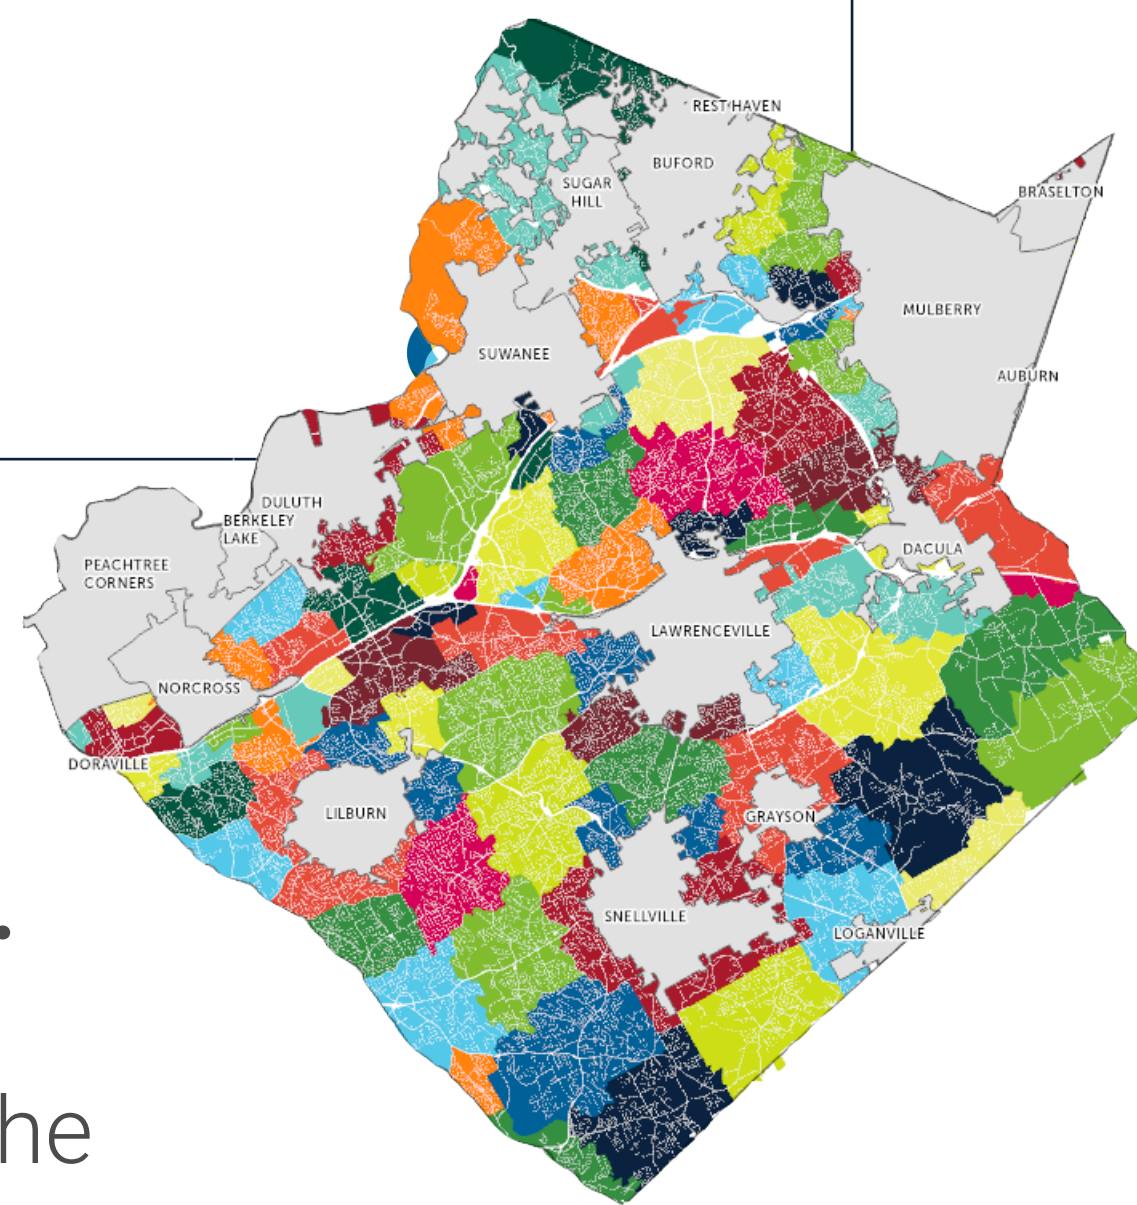 REST HAVEN
BUFORD
SUGAR
HILL
BRASELTON
MULBERRY
SUWANEE
AUBURN
DULUTH
BERKELEY
LAKE
PEACHTREE
CORNERS
DACULA
LAWRENCEVILLE
NORCROSS
DORAVILLE
LILBURN
GRAYSON
SNELLVILLE
LOGANVILLE
.
he